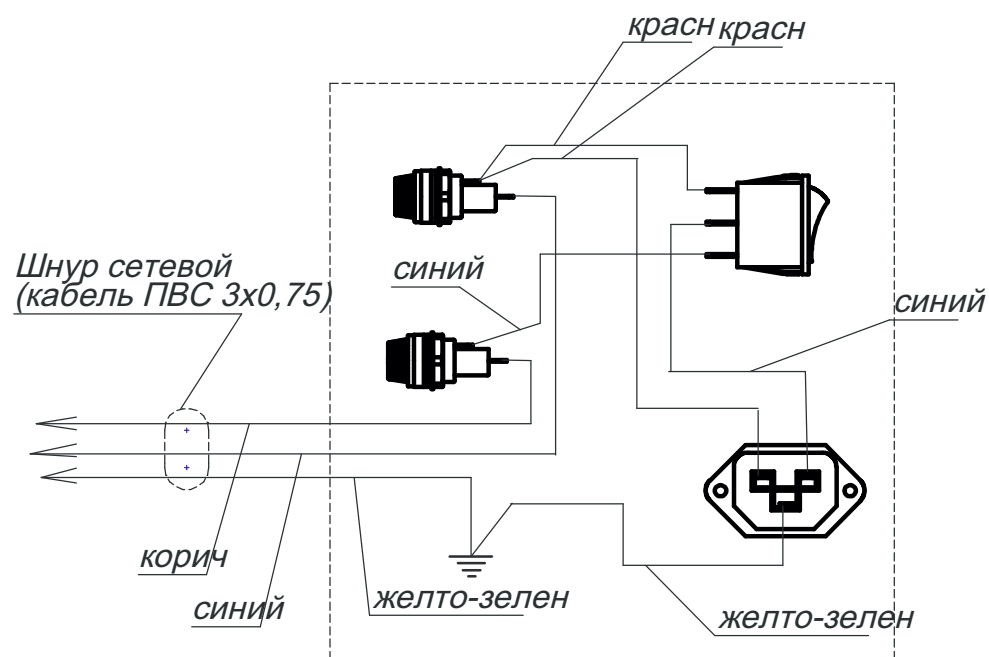 красн красн
Шнур сетевой
(кабель ПВС 3х0,75)
синий
синий
корич
синий
желто-зелен
желто-зелен